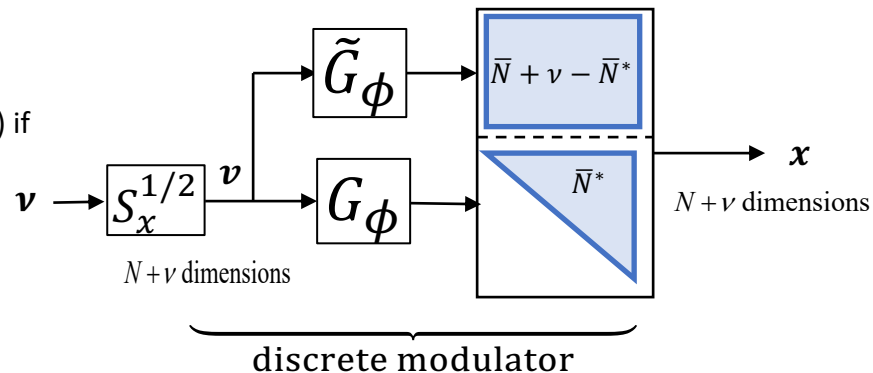 G̃_ϕ
N̄ + ν − N̄*
) if
ν
S_x^{1/2}
v
G_ϕ
N̄*
x
N + ν dimensions
N + ν dimensions
discrete modulator